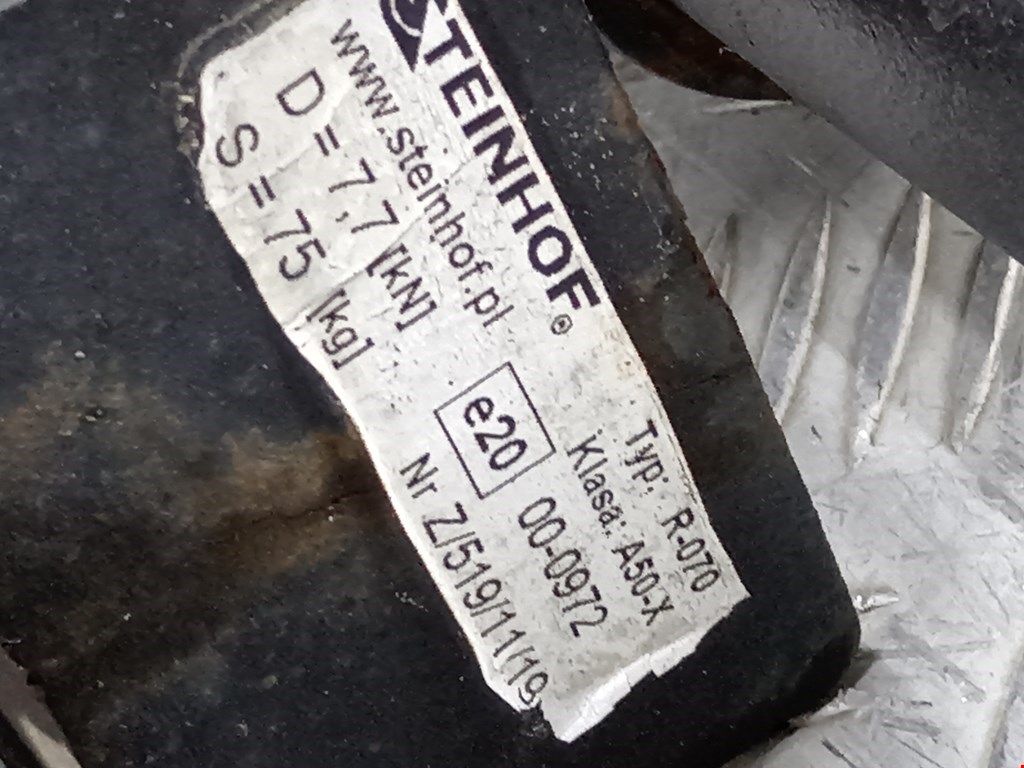 STEINHOF®
www.steinhof.pl
D = 7,7 [kN]
S = 75 [kg]
Typ: R-070
Klasa: A50-X
e20 00-0972
Nr Z/519/11/19